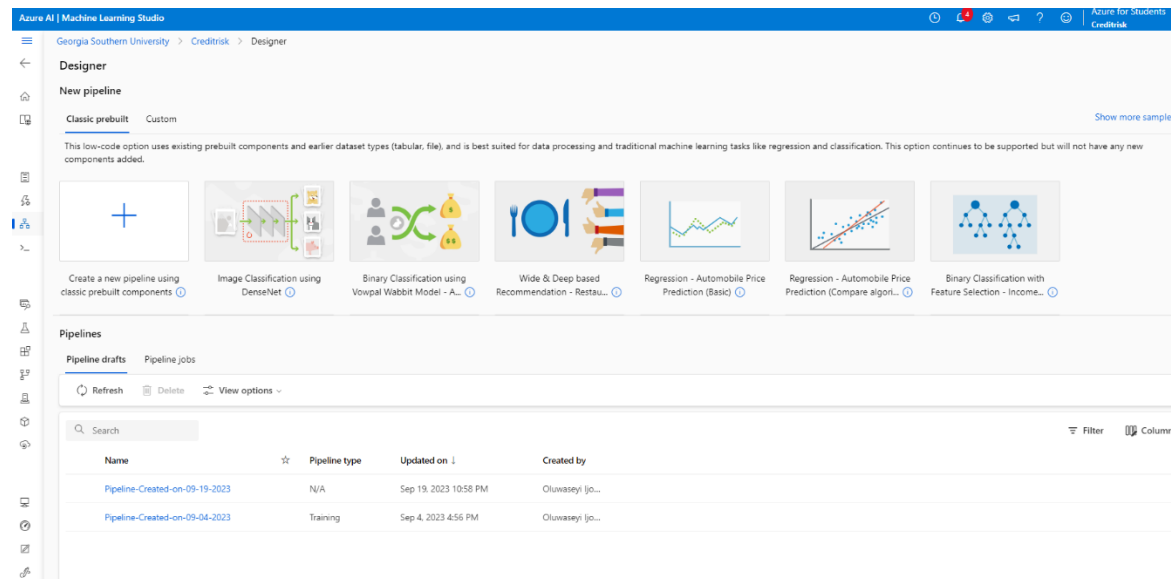 Azure AI | Machine Learning Studio
4
?
Azure for Students
Creditrisk
Georgia Southern University > Creditrisk > Designer
Designer
New pipeline
Classic prebuilt Custom
Show more sample
This low-code option uses existing prebuilt components and earlier dataset types (tabular, file), and is best suited for data processing and traditional machine learning tasks like regression and classification. This option continues to be supported but will not have any new
components added.
Create a new pipeline using
classic prebuilt components
Image Classification using
DenseNet
Binary Classification using
Vowpal Wabbit Model - A...
Wide & Deep based
Recommendation - Restau...
Regression - Automobile Price
Prediction (Basic)
Regression - Automobile Price
Prediction (Compare algori...
Binary Classification with
Feature Selection - Income...
Pipelines
Pipeline drafts Pipeline jobs
Refresh Delete View options
Search
Filter Column
Name Pipeline type Updated on ↓ Created by
Pipeline-Created-on-09-19-2023 N/A Sep 19, 2023 10:58 PM Oluwaseyi Ijo...
Pipeline-Created-on-09-04-2023 Training Sep 4, 2023 4:56 PM Oluwaseyi Ijo...